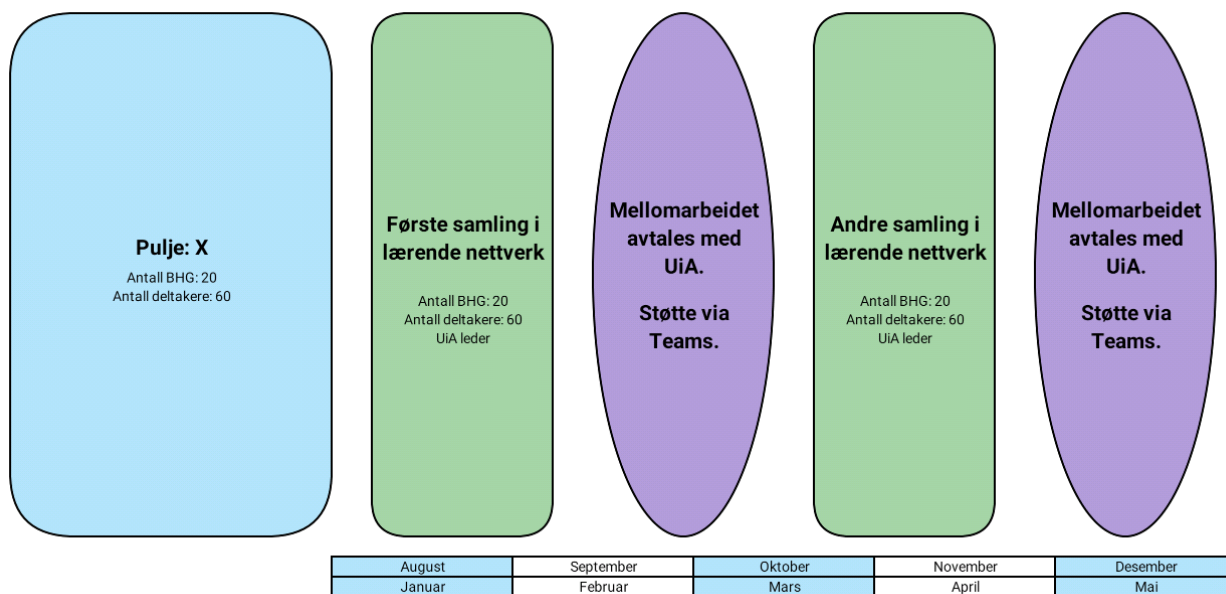 Pulje: X
Antall BHG: 20
Antall deltakere: 60
Første samling i
lærende nettverk
Antall BHG: 20
Antall deltakere: 60
UiA leder
Mellomarbeidet
avtales med
UiA.
Støtte via
Teams.
Andre samling i
lærende nettverk
Antall BHG: 20
Antall deltakere: 60
UiA leder
Mellomarbeidet
avtales med
UiA.
Støtte via
Teams.
August September Oktober November Desember
Januar Februar Mars April Mai